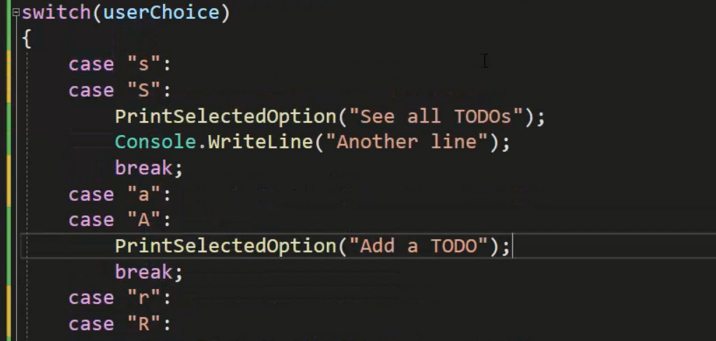 switch(userChoice)
{
    case "s":
    case "S":
        PrintSelectedOption("See all TODOs");
        Console.WriteLine("Another line");
        break;
    case "a":
    case "A":
        PrintSelectedOption("Add a TODO");
        break;
    case "r":
    case "R":